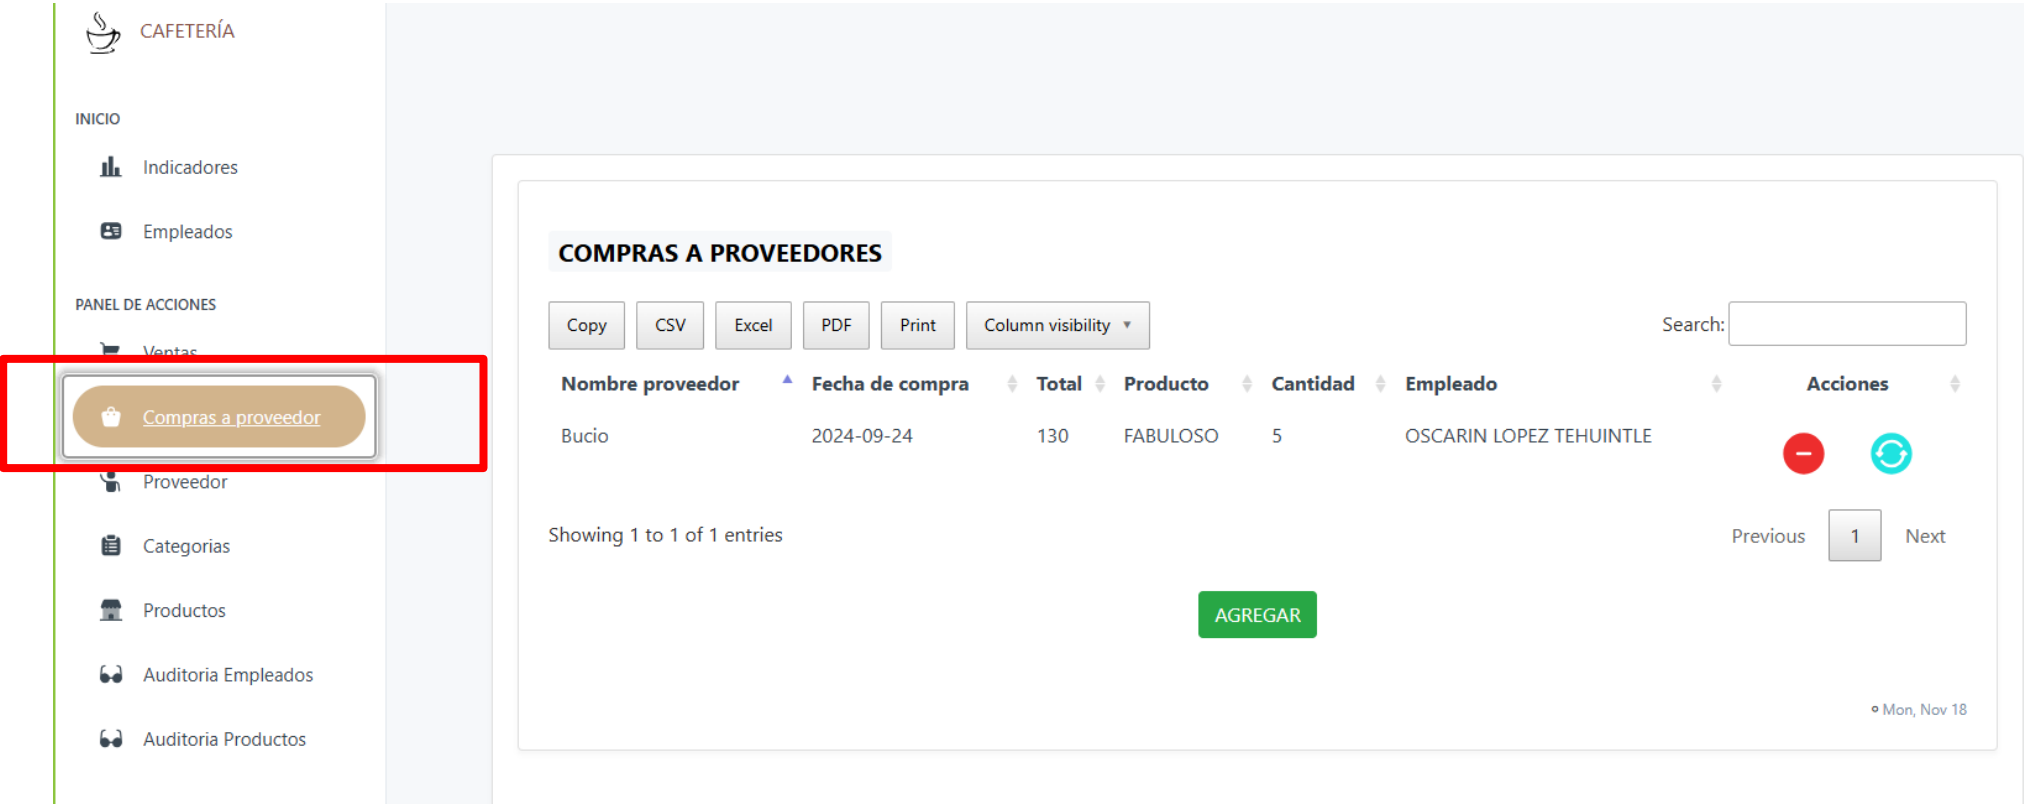 CAFETERÍA
INICIO
Indicadores
Empleados
PANEL DE ACCIONES
Ventas
Compras a proveedor
Proveedor
Categorias
Productos
Auditoria Empleados
Auditoria Productos
COMPRAS A PROVEEDORES
Copy CSV Excel PDF Print Column visibility Search:
Nombre proveedor Fecha de compra Total Producto Cantidad Empleado Acciones
Bucio 2024-09-24 130 FABULOSO 5 OSCARIN LOPEZ TEHUINTLE
Showing 1 to 1 of 1 entries Previous 1 Next
AGREGAR
Mon, Nov 18